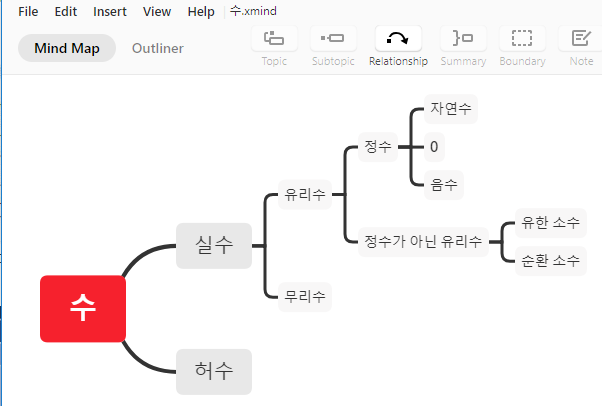 File Edit Insert View Help 수.xmind
Mind Map Outliner
Topic Subtopic Relationship Summary Boundary Note
자연수
정수 0
음수
유리수
정수가 아닌 유리수
유한 소수
순환 소수
실수
무리수
수
허수